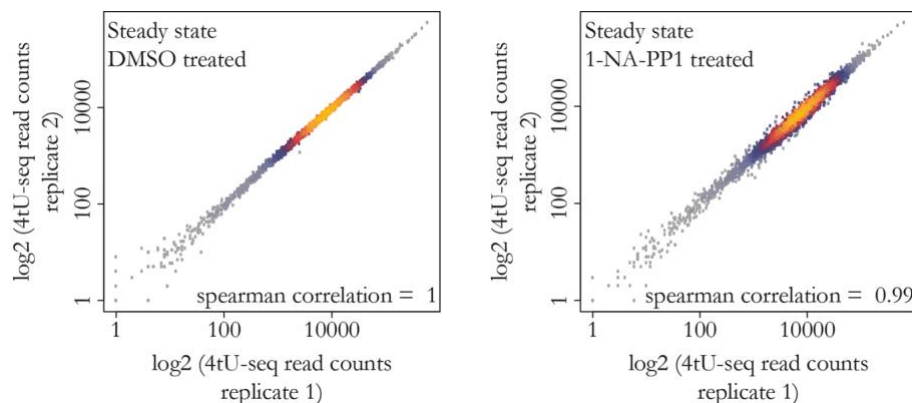 Steady state
DMSO treated
log2 (4tU-seq read counts
replicate 2)
10000
100
1
spearman correlation = 1
1
100
10000
log2 (4tU-seq read counts
replicate 1)
Steady state
1-NA-PP1 treated
log2 (4tU-seq read counts
replicate 2)
10000
100
1
spearman correlation = 0.99
1
100
10000
log2 (4tU-seq read counts
replicate 1)